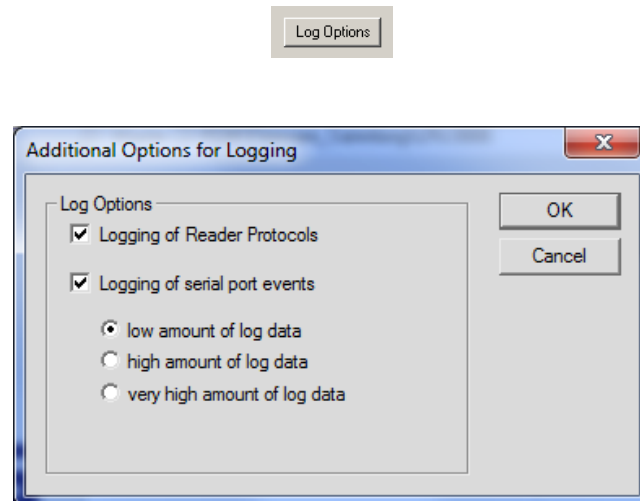 Log Options
Additional Options for Logging
Log Options
Logging of Reader Protocols
Logging of serial port events
low amount of log data
high amount of log data
very high amount of log data
OK
Cancel